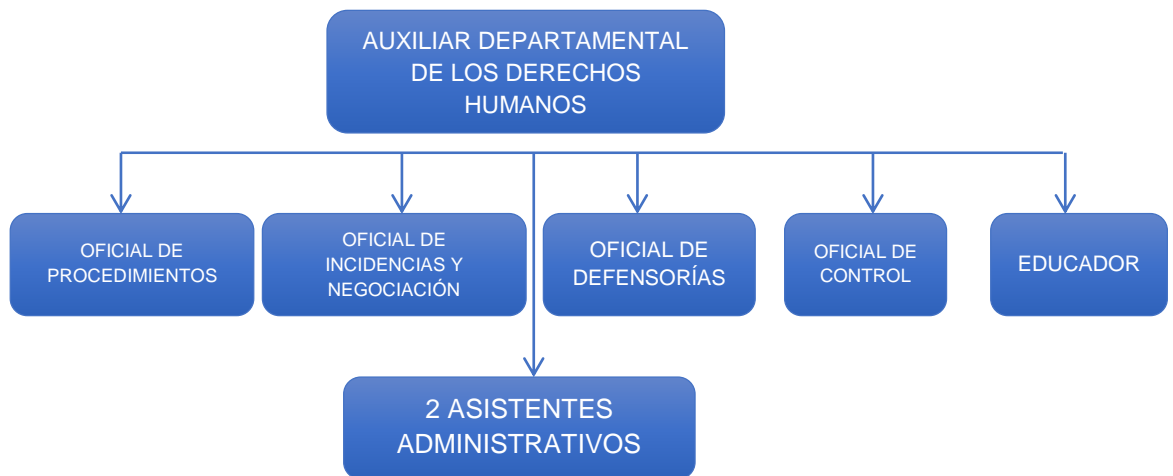 AUXILIAR DEPARTAMENTAL
DE LOS DERECHOS
HUMANOS
OFICIAL DE
PROCEDIMIENTOS
OFICIAL DE
INCIDENCIAS Y
NEGOCIACIÓN
OFICIAL DE
DEFENSORÍAS
OFICIAL DE
CONTROL
EDUCADOR
2 ASISTENTES
ADMINISTRATIVOS